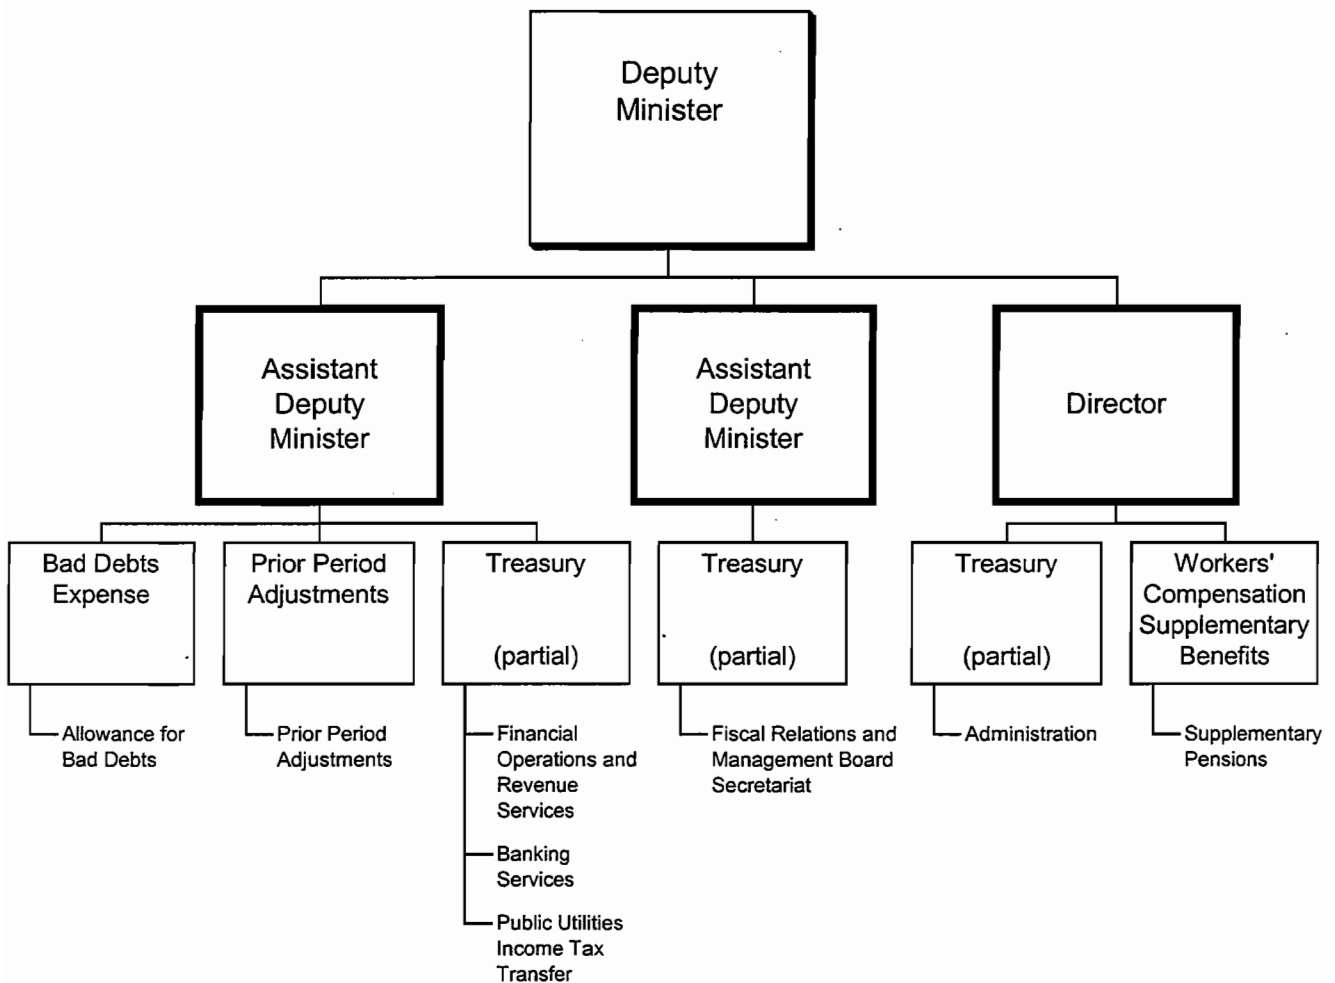 Deputy
Minister
Assistant
Deputy
Minister
Assistant
Deputy
Minister
Director
Bad Debts
Expense
Prior Period
Adjustments
Treasury
(partial)
Treasury
(partial)
Treasury
(partial)
Workers'
Compensation
Supplementary
Benefits
Allowance for
Bad Debts
Prior Period
Adjustments
Financial
Operations and
Revenue
Services
Banking
Services
Public Utilities
Income Tax
Transfer
Fiscal Relations and
Management Board
Secretariat
Administration
Supplementary
Pensions